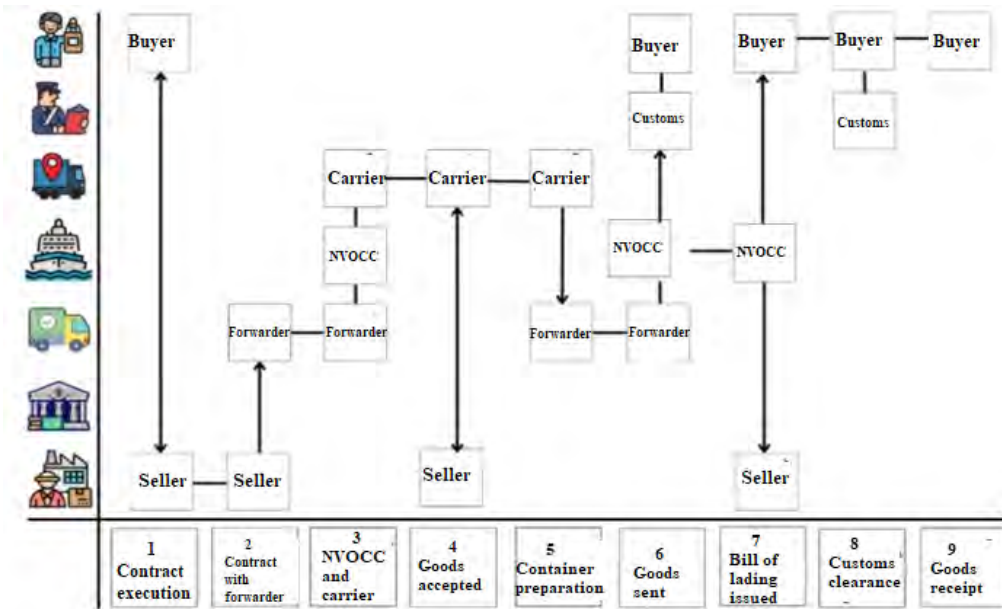 Buyer
Buyer
Buyer
Buyer
Buyer
Customs
Customs
Carrier
Carrier
Carrier
NVOCC
NVOCC
NVOCC
Forwarder
Forwarder
Forwarder
Forwarder
Seller
Seller
Seller
Seller
1
Contract
execution
2
Contract
with
forwarder
3
NVOCC
and
carrier
4
Goods
accepted
5
Container
preparation
6
Goods
sent
7
Bill of
lading
issued
8
Customs
clearance
9
Goods
receipt